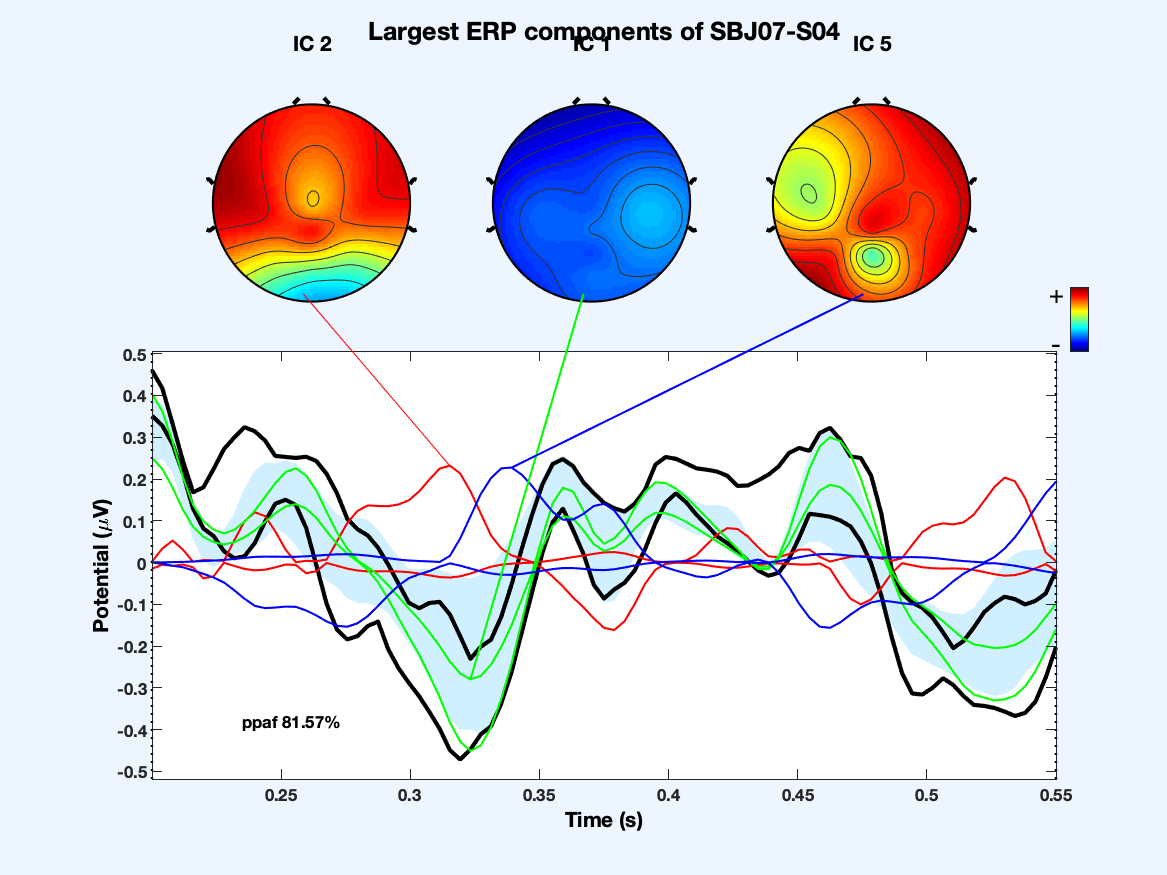 Largest ERP components of SBJ07-S04
IC 2
IC 1
IC 5
+
-
0.5
0.4
0.3
0.2
0.1
0
-0.1
-0.2
-0.3
-0.4
-0.5
Potential (μV)
ppaf 81.57%
0.25 0.3 0.35 0.4 0.45 0.5 0.55
Time (s)